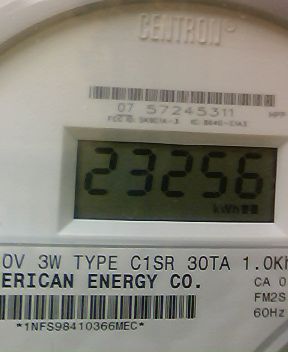 CENTRON
07 57245311
23256
kWh
0V 3W TYPE C1SR 30TA 1.0Kh
ERICAN ENERGY CO.
CA 0
FM2S
60Hz
*1NFS98410366MEC*